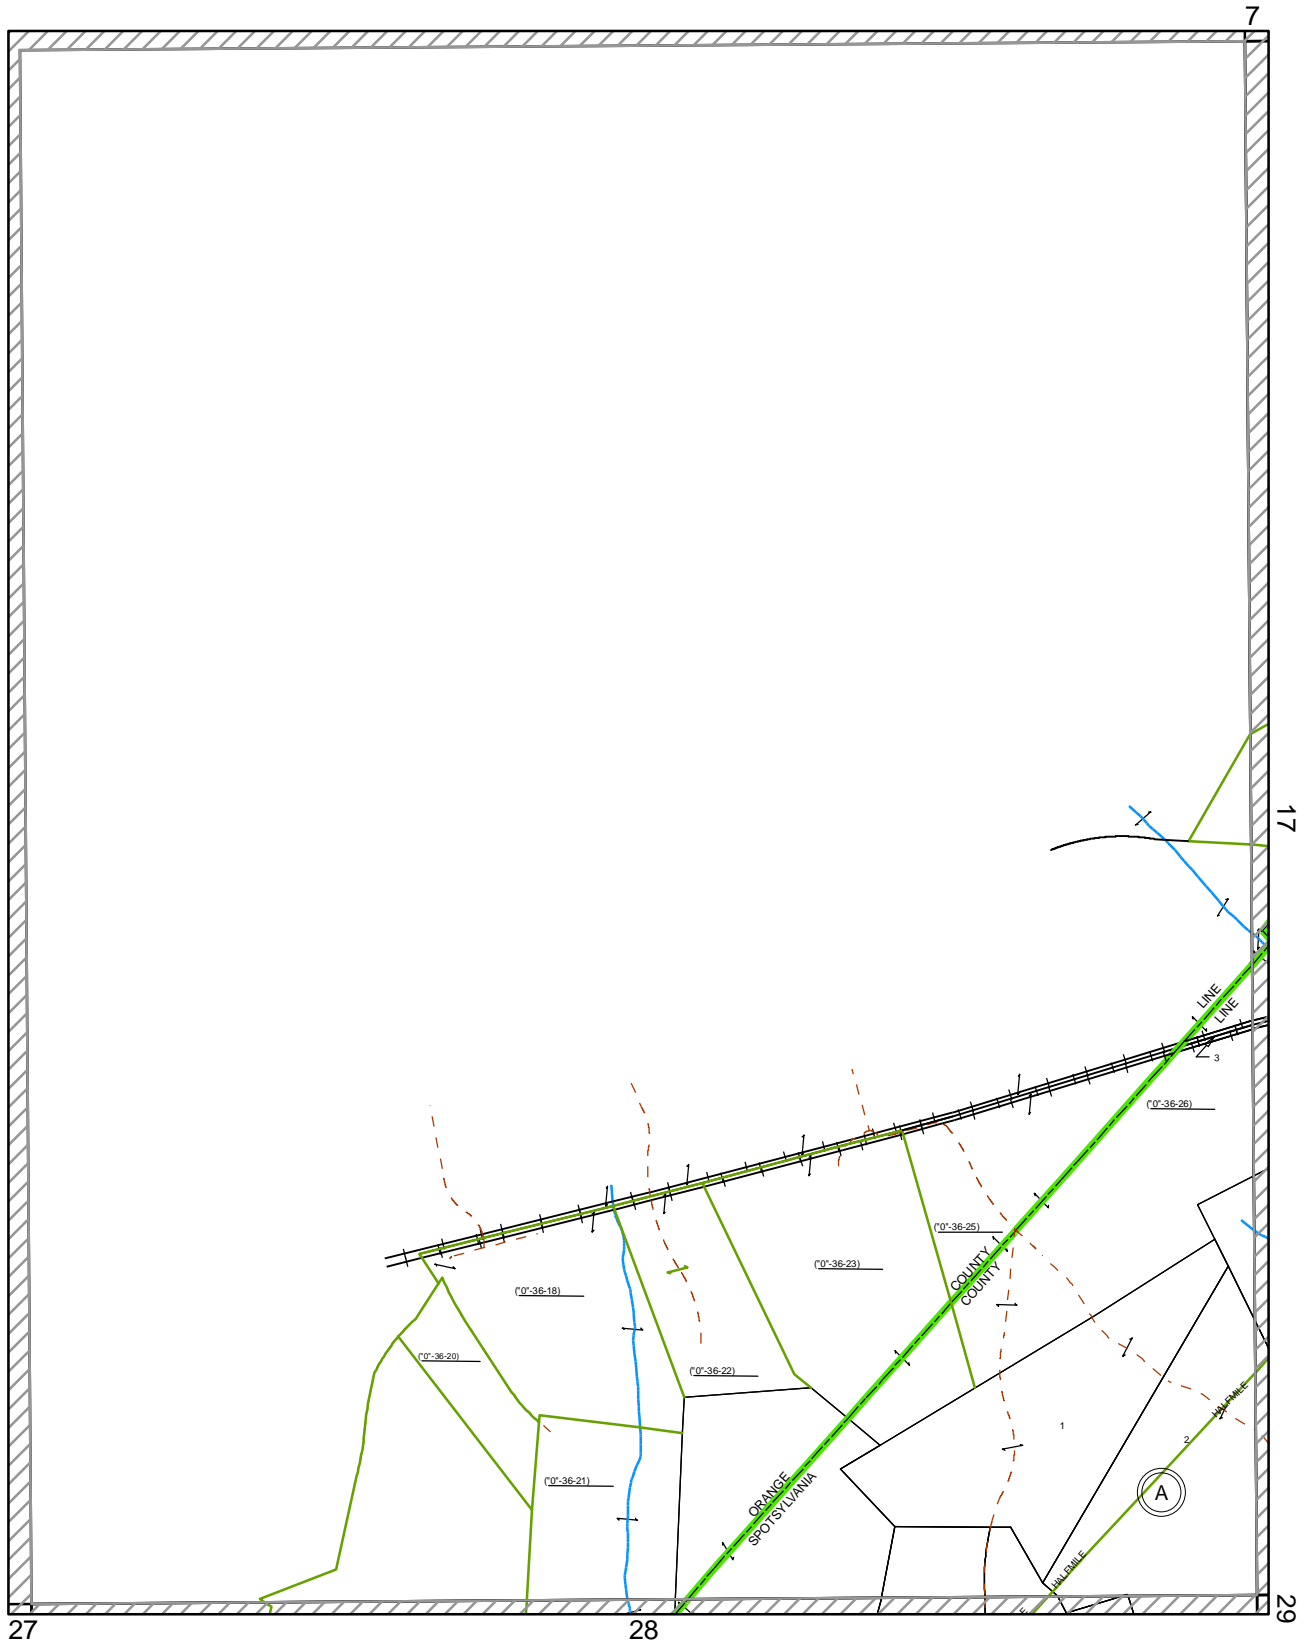 7
17
LINE
LINE
3
("0"-36-26)
("0"-36-25)
COUNTY
COUNTY
("0"-36-23)
("0"-36-18)
("0"-36-20)
("0"-36-22)
HALFMILE
1
2
("0"-36-21)
A
ORANGE
SPOTSYLVANIA
HALFMILE
E
27
28
29